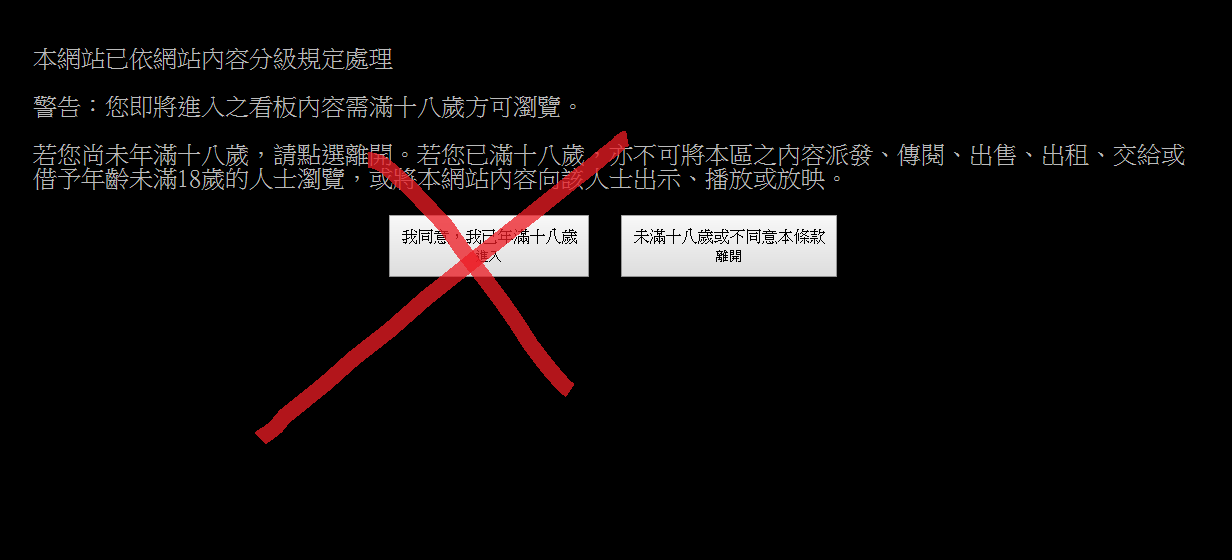 本網站已依網站內容分級規定處理
警告：您即將進入之看板內容需滿十八歲方可瀏覽。
若您尚未年滿十八歲，請點選離開。若您已滿十八歲，亦不可將本區之內容派發、傳閱、出售、出租、交給或
借予年齡未滿18歲的人士瀏覽，或將本網站內容向該人士出示、播放或放映。
我同意，我已年滿十八歲
進入
未滿十八歲或不同意本條款
離開